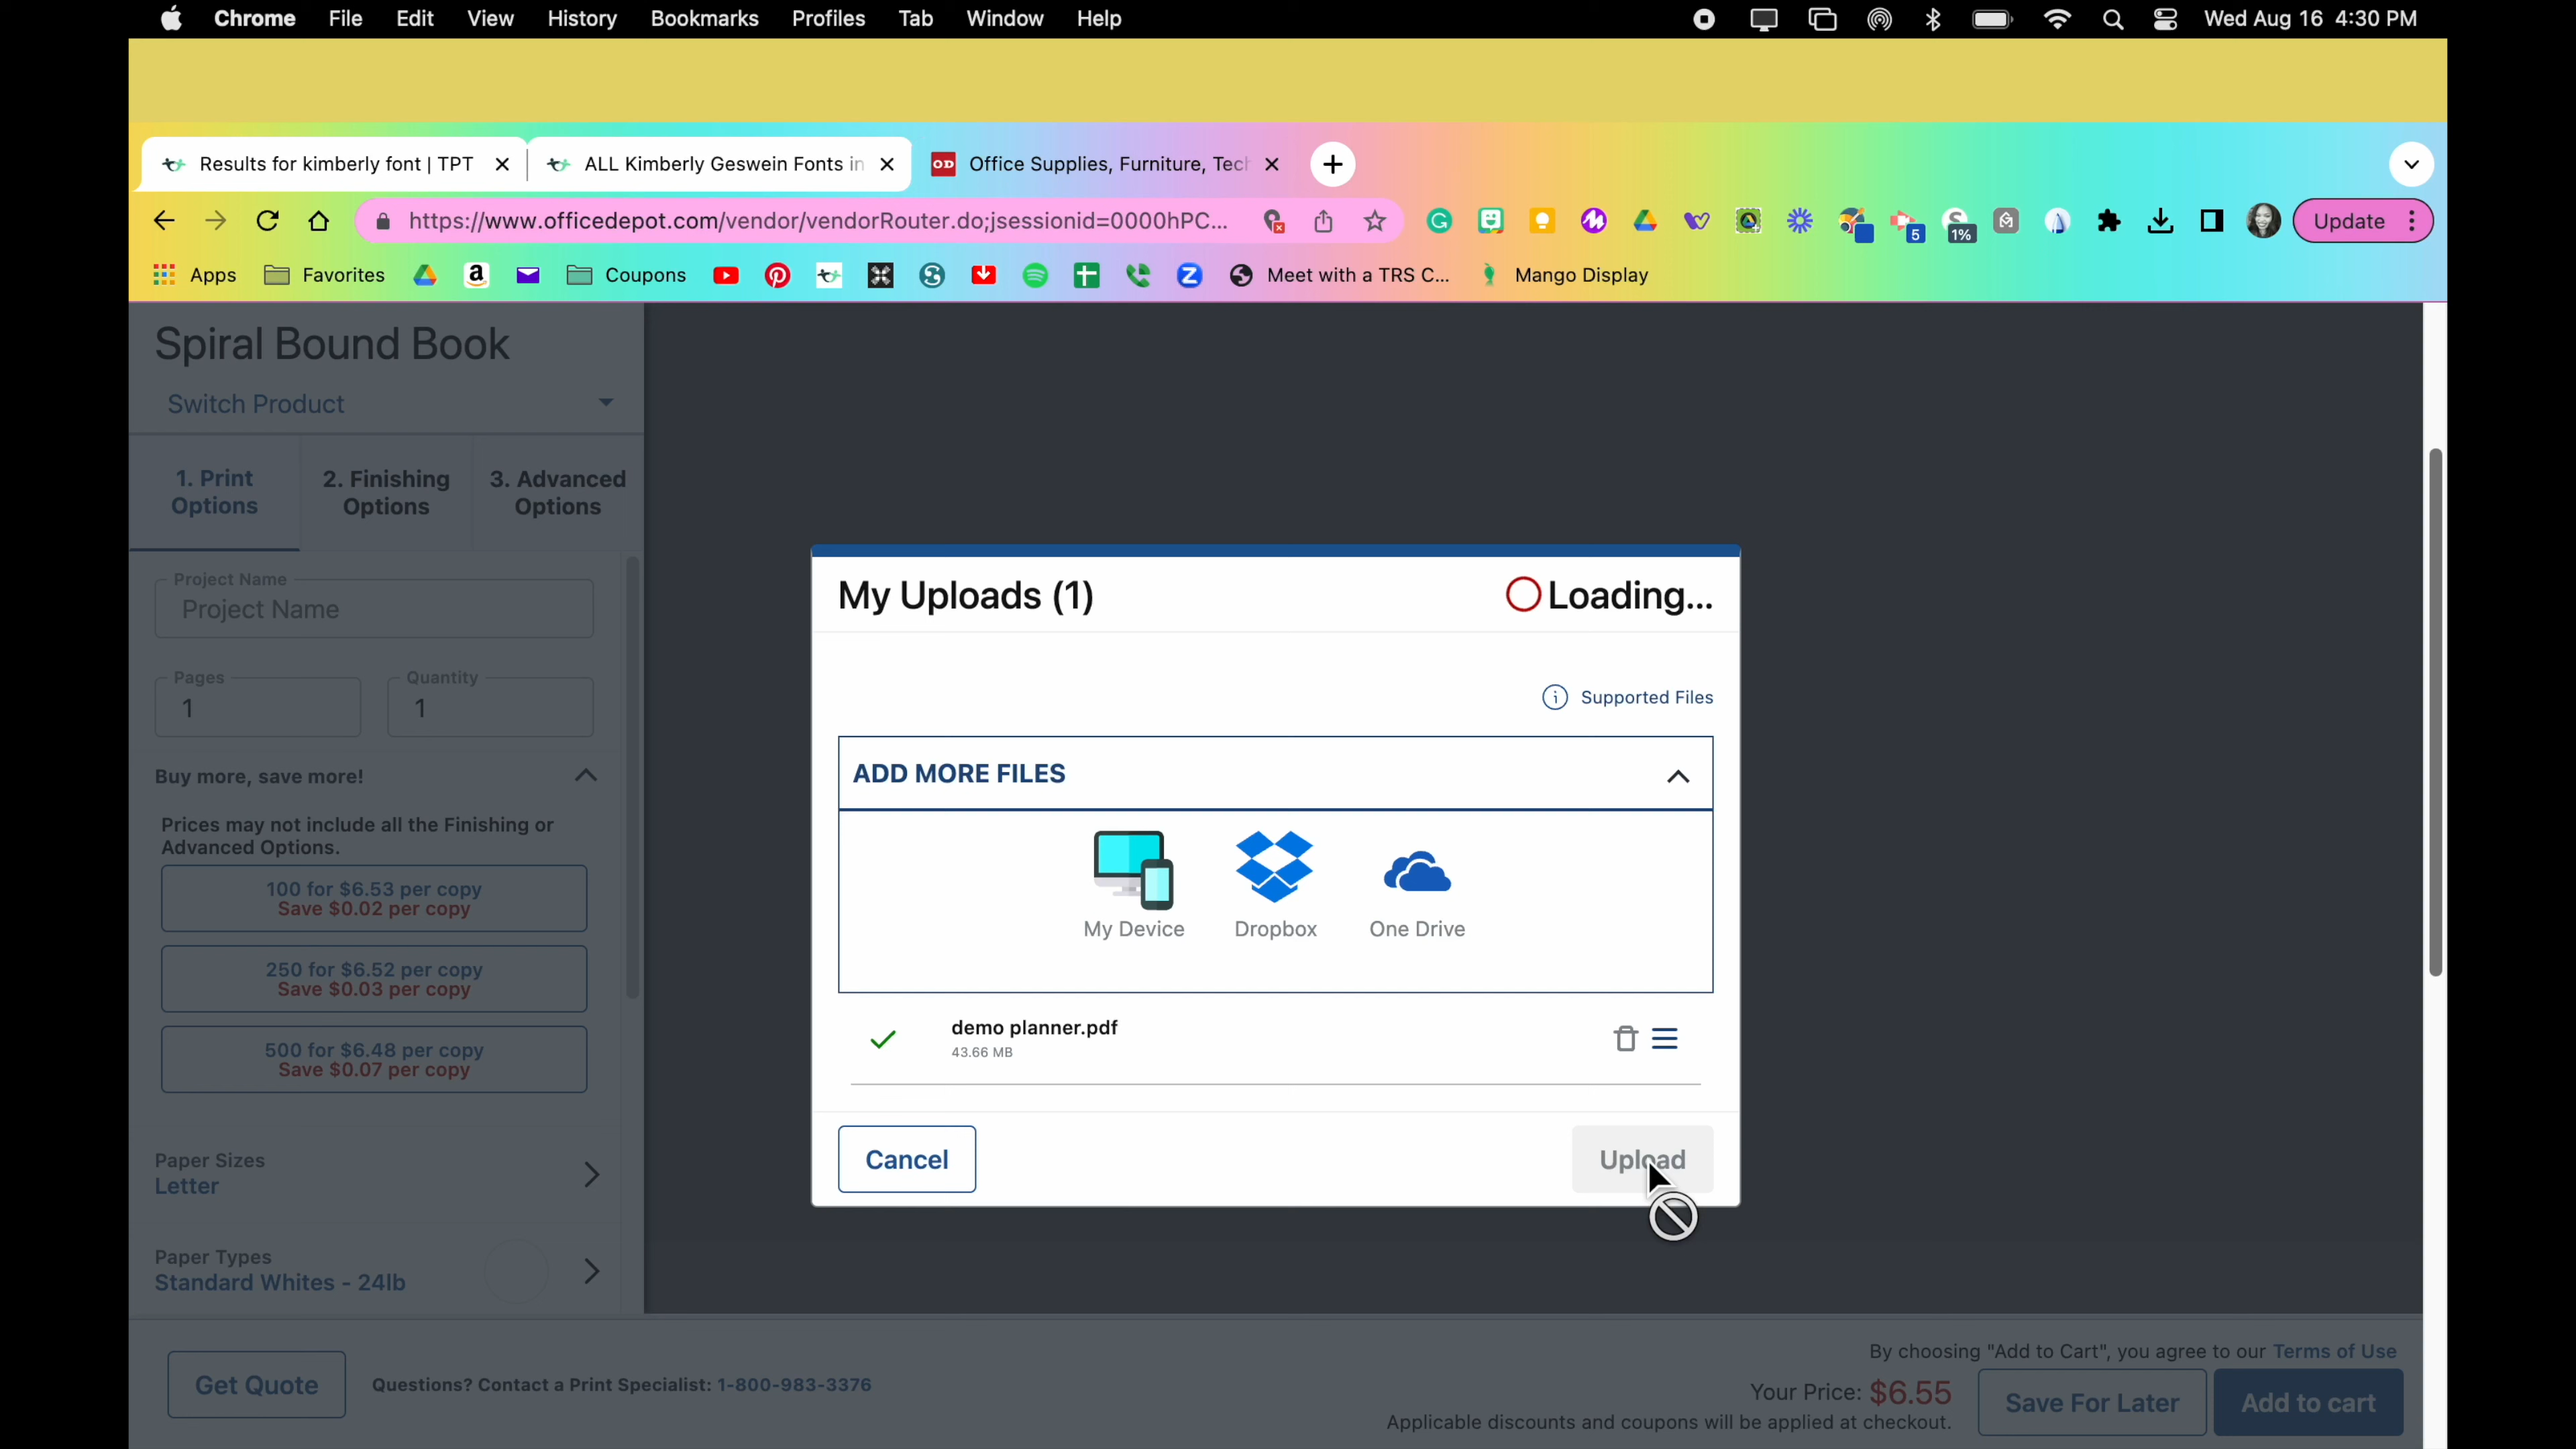 Chrome File Edit View History Bookmarks Profiles Tab Window Help Wed Aug 16 4:30 PM
Results for kimberly font | TPT ALL Kimberly Geswein Fonts in OD Office Supplies, Furniture, Tech
https://www.officedepot.com/vendor/vendorRouter.do;jsessionid=0000hPC... 5 1% Update
Apps Favorites Coupons Meet with a TRS C... Mango Display
Spiral Bound Book
Switch Product
1. Print Options
2. Finishing Options
3. Advanced Options
Project Name
Project Name
Pages Quantity
1 1
Buy more, save more!
Prices may not include all the Finishing or
Advanced Options.
100 for $6.53 per copy
Save $0.02 per copy
250 for $6.52 per copy
Save $0.03 per copy
500 for $6.48 per copy
Save $0.07 per copy
Paper Sizes
Letter
Paper Types
Standard Whites - 24lb
My Uploads (1) Loading...
Supported Files
ADD MORE FILES
My Device Dropbox One Drive
demo planner.pdf
43.66 MB
Cancel Upload
Get Quote
Questions? Contact a Print Specialist: 1-800-983-3376
By choosing "Add to Cart", you agree to our Terms of Use
Your Price: $6.55
Applicable discounts and coupons will be applied at checkout.
Save For Later
Add to cart